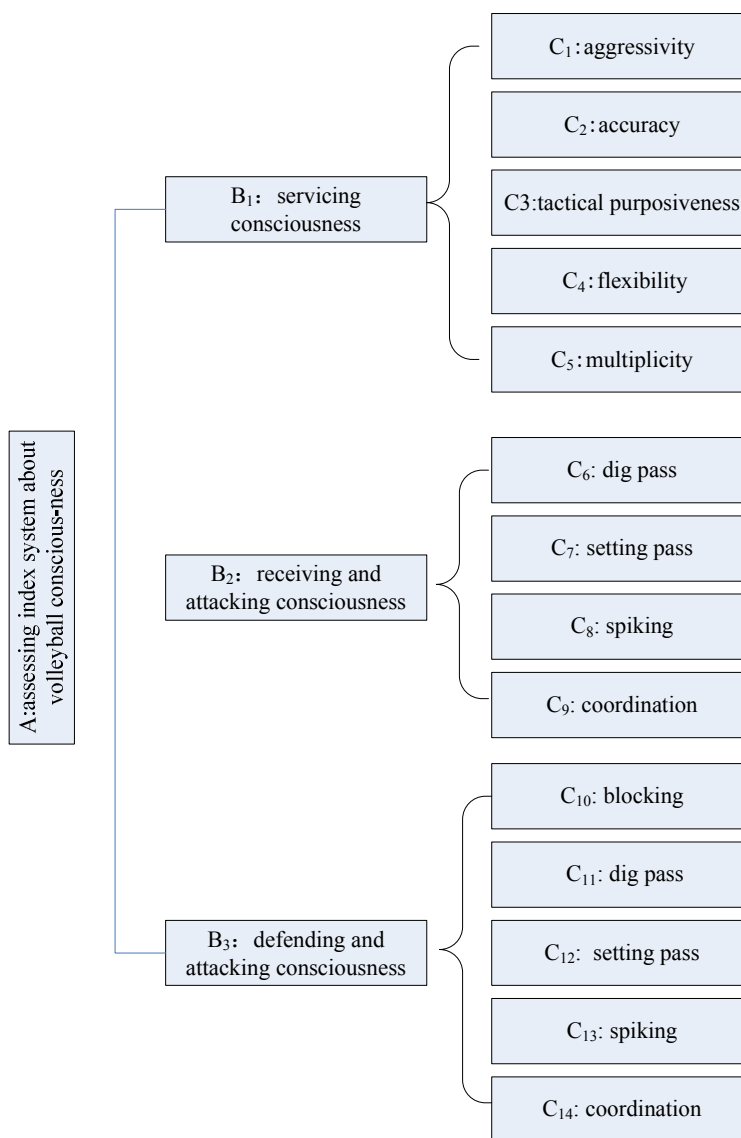 A:assessing index system about
volleyball conscious-ness
B₁：servicing
consciousness
C₁:aggressivity
C₂:accuracy
C3:tactical purposiveness
C₄:flexibility
C₅:multiplicity
B₂：receiving and
attacking consciousness
C₆: dig pass
C₇: setting pass
C₈: spiking
C₉: coordination
B₃：defending and
attacking consciousness
C₁₀: blocking
C₁₁: dig pass
C₁₂: setting pass
C₁₃: spiking
C₁₄: coordination